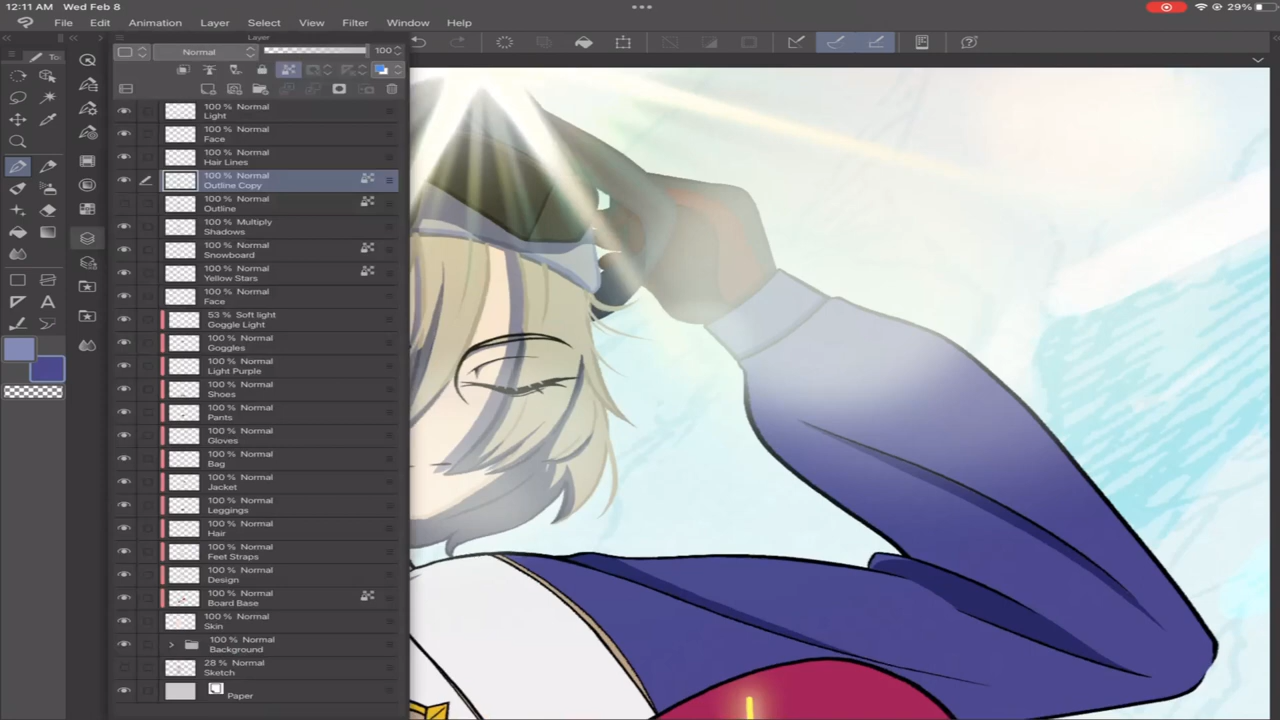 12:11 AM Wed Feb 8
29%
File Edit Animation Layer Select View Filter Window Help
Layer
Normal 100
100 % Normal
Light
100 % Normal
Face
100 % Normal
Hair Lines
100 % Normal
Outline Copy
100 % Normal
Outline
100 % Multiply
Shadows
100 % Normal
Snowboard
100 % Normal
Yellow Stars
100 % Normal
Face
53 % Soft light
Goggle Light
100 % Normal
Goggles
100 % Normal
Light Purple
100 % Normal
Shoes
100 % Normal
Pants
100 % Normal
Gloves
100 % Normal
Bag
100 % Normal
Jacket
100 % Normal
Leggings
100 % Normal
Hair
100 % Normal
Feet Straps
100 % Normal
Design
100 % Normal
Board Base
100 % Normal
Skin
100 % Normal
Background
28 % Normal
Sketch
Paper